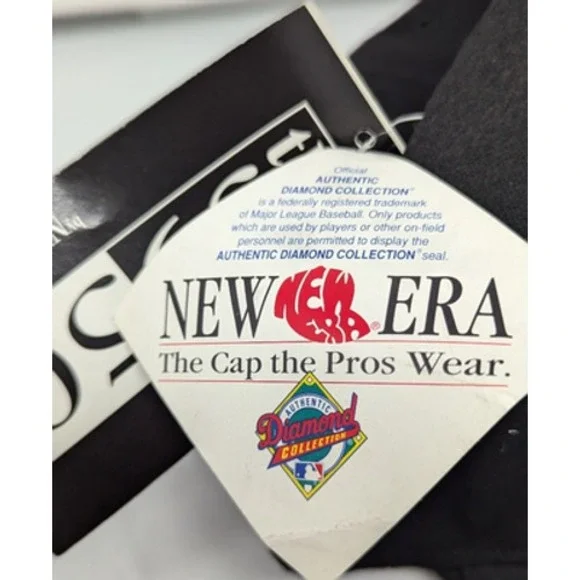 Official
AUTHENTIC
DIAMOND COLLECTION™
is a federally registered trademark
of Major League Baseball. Only products
which are used by players or other on-field
personnel are permitted to display the
AUTHENTIC DIAMOND COLLECTION™ seal.
NEW NEW ERA® ERA
The Cap the Pros Wear.
AUTHENTIC
Diamond
COLLECTION